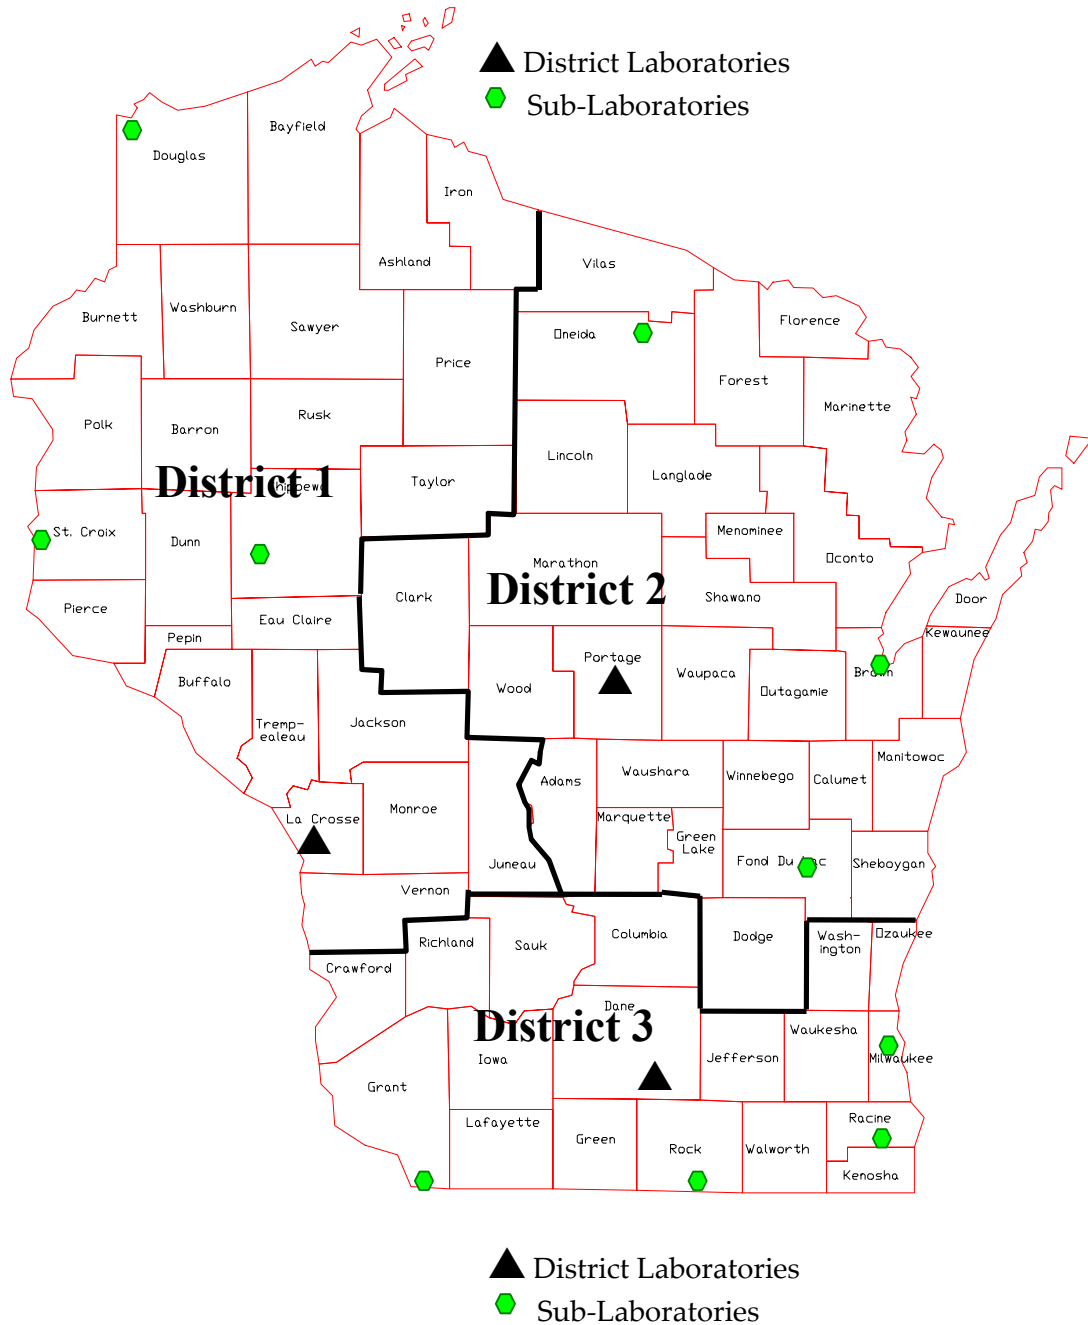 District Laboratories
Sub-Laboratories
Bayfield
Douglas
Iron
Ashland
Vilas
Washburn
Burnett
Sawyer
Florence
Oneida
Price
Forest
Marinette
Rusk
Polk
Barron
Lincoln
Langlade
Taylor
Chippewa
District 1
St. Croix
Dunn
Menominee
Oconto
Marathon
District 2
Clark
Shawano
Door
Pierce
Eau Claire
Kewaunee
Pepin
Portage
Waupaca
Brown
Buffalo
Wood
Outagamie
Jackson
Tremp-
ealeau
Manitowoc
Waushara
Winnebego
Calumet
Adams
Monroe
La Crosse
Marquette
Green
Lake
Fond Du Lac
Sheboygan
Juneau
Vernon
Columbia
Dodge
Wash-
ington
Ozaukee
Richland
Sauk
Crawford
Dane
District 3
Waukesha
Iowa
Jefferson
Milwaukee
Grant
Lafayette
Racine
Green
Rock
Walworth
Kenosha
District Laboratories
Sub-Laboratories